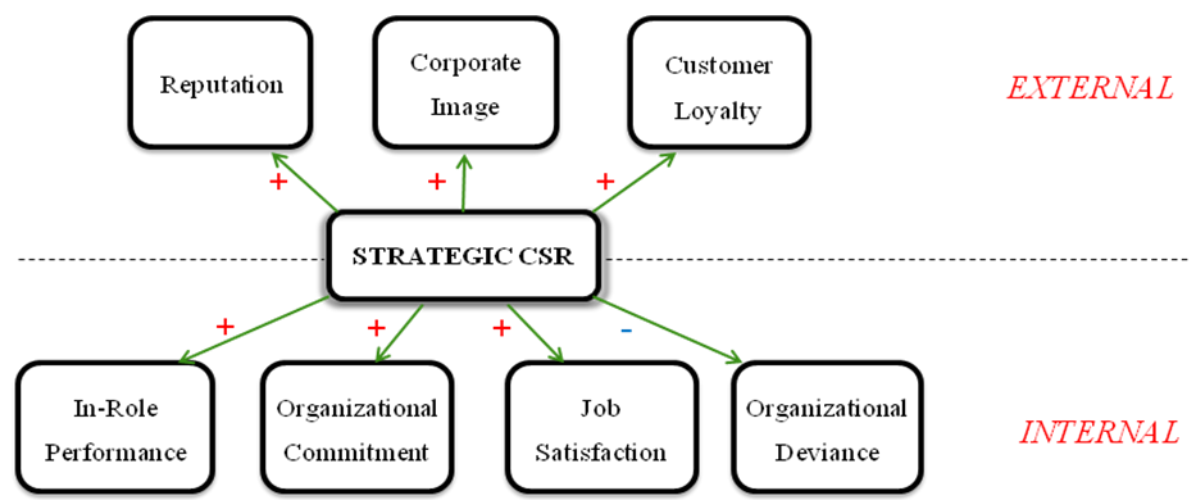 Reputation
Corporate
Image
Customer
Loyalty
EXTERNAL
+
+
+
STRATEGIC CSR
+
+
+
-
In-Role
Performance
Organizational
Commitment
Job
Satisfaction
Organizational
Deviance
INTERNAL